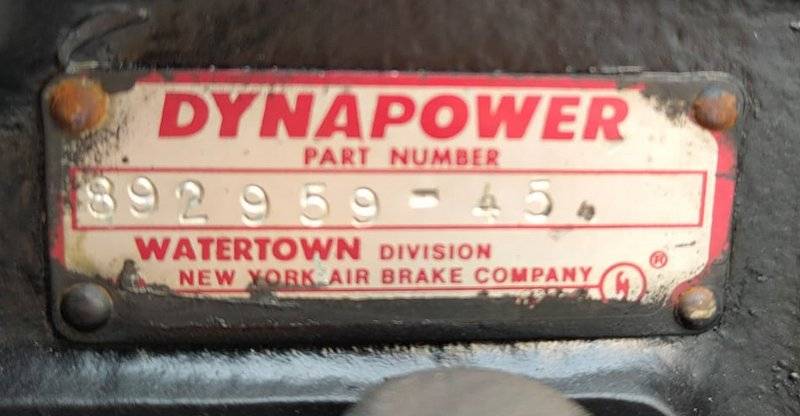 DYNAPOWER
PART NUMBER
892959-45
WATERTOWN DIVISION
NEW YORK AIR BRAKE COMPANY ®